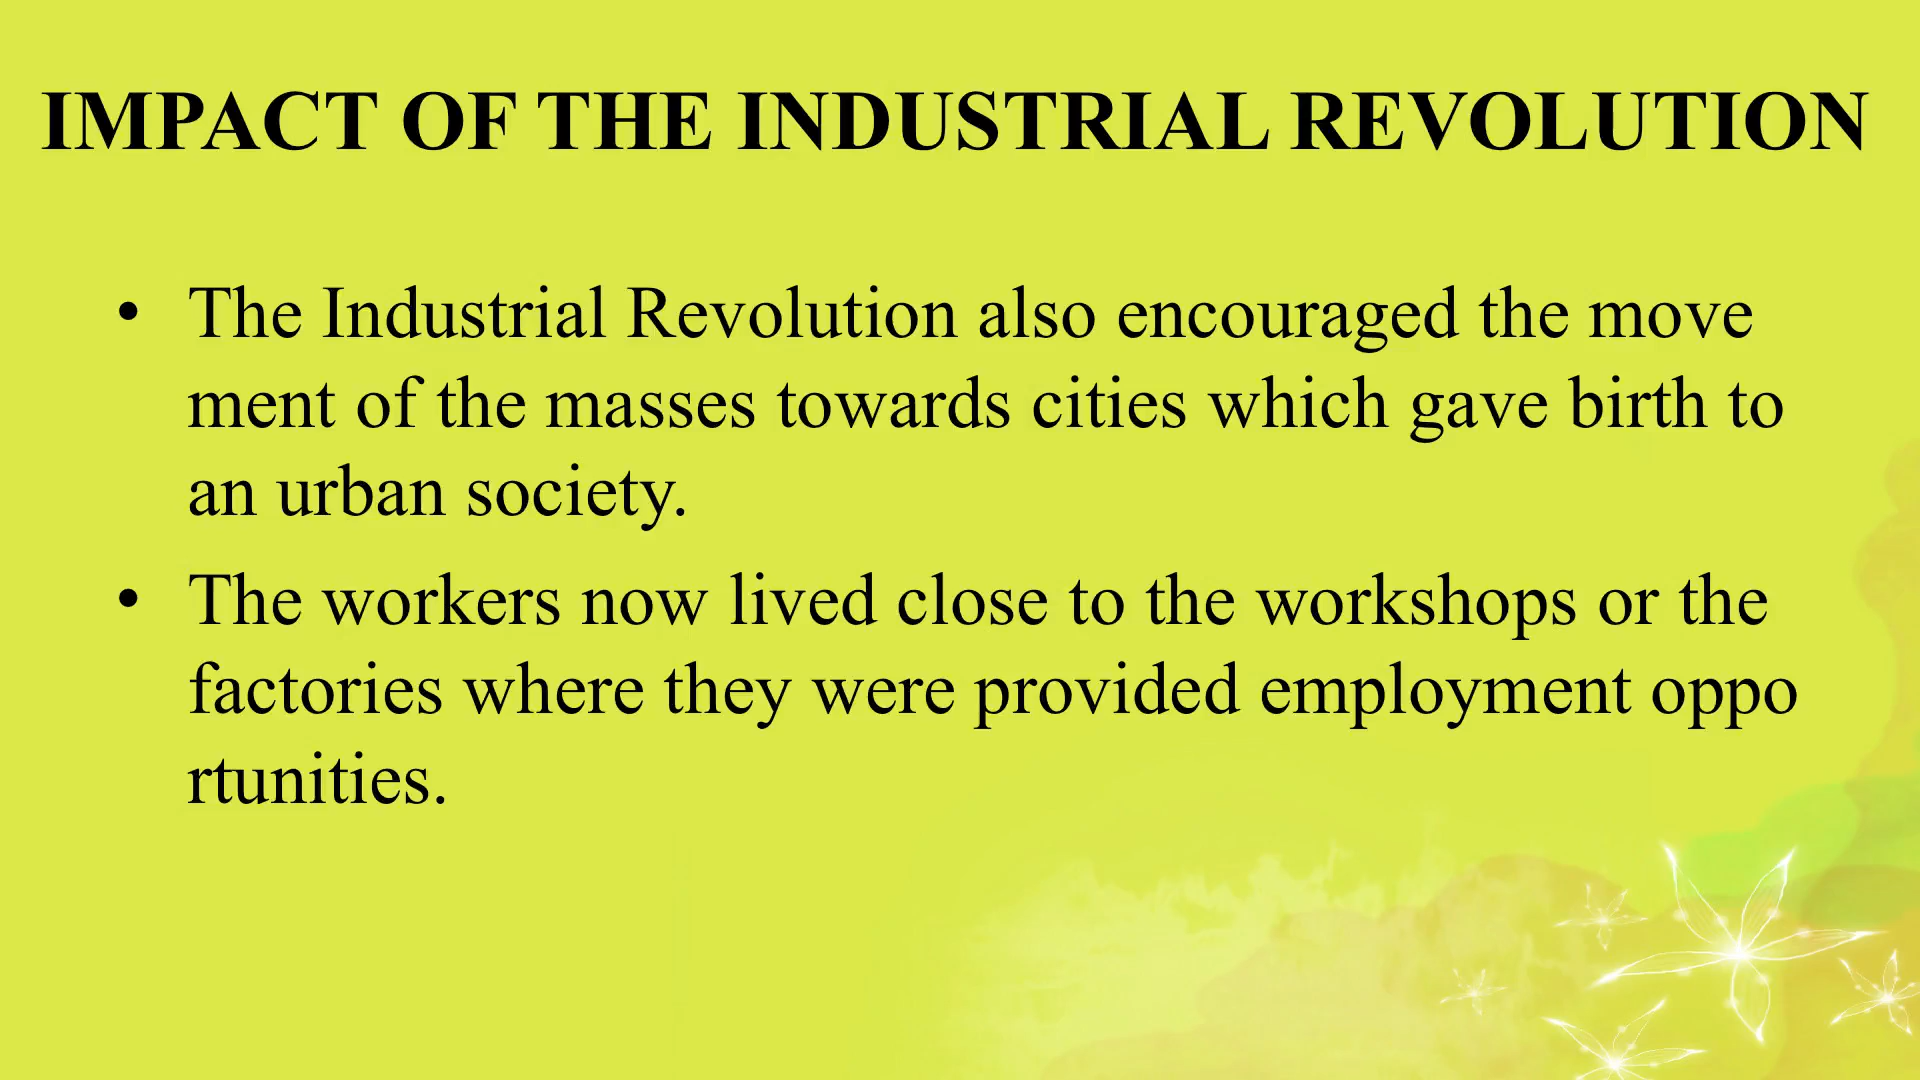 IMPACT OF THE INDUSTRIAL REVOLUTION
• The Industrial Revolution also encouraged the move
ment of the masses towards cities which gave birth to
an urban society.
• The workers now lived close to the workshops or the
factories where they were provided employment oppo
rtunities.